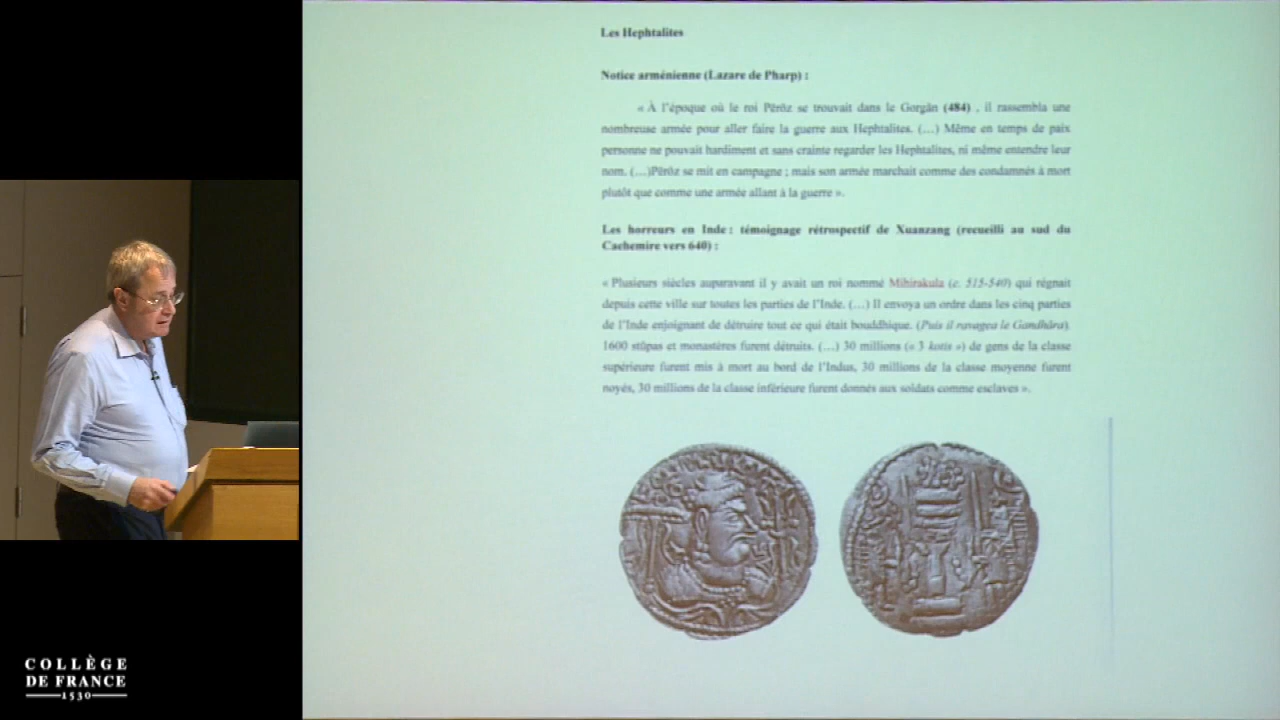 Les Hephtalites
Notice arménienne (Lazare de Pharp) :
« À l'époque où le roi Pērōz se trouvait dans le Gorgān (484) , il rassembla une
nombreuse armée pour aller faire la guerre aux Hephtalites. (…) Même en temps de paix
personne ne pouvait hardiment et sans crainte regarder les Hephtalites, ni même entendre leur
nom. (…)Pērōz se mit en campagne ; mais son armée marchait comme des condamnés à mort
plutôt que comme une armée allant à la guerre ».
Les horreurs en Inde : témoignage rétrospectif de Xuanzang (recueilli au sud du
Cachemire vers 640) :
« Plusieurs siècles auparavant il y avait un roi nommé Mihirakula (c. 515-540) qui régnait
depuis cette ville sur toutes les parties de l'Inde. (…) Il envoya un ordre dans les cinq parties
de l'Inde enjoignant de détruire tout ce qui était bouddhique. (Puis il ravagea le Gandhāra).
1600 stūpas et monastères furent détruits. (…) 30 millions (« 3 kotis ») de gens de la classe
supérieure furent mis à mort au bord de l'Indus, 30 millions de la classe moyenne furent
noyés, 30 millions de la classe inférieure furent donnés aux soldats comme esclaves ».
COLLÈGE
DE FRANCE
1530